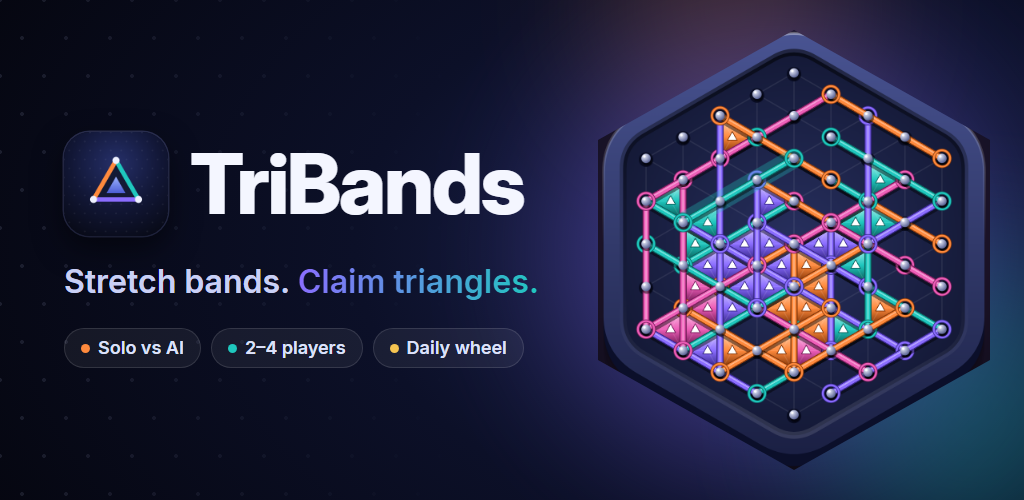 TriBands
Stretch bands. Claim triangles.
Solo vs AI
2–4 players
Daily wheel